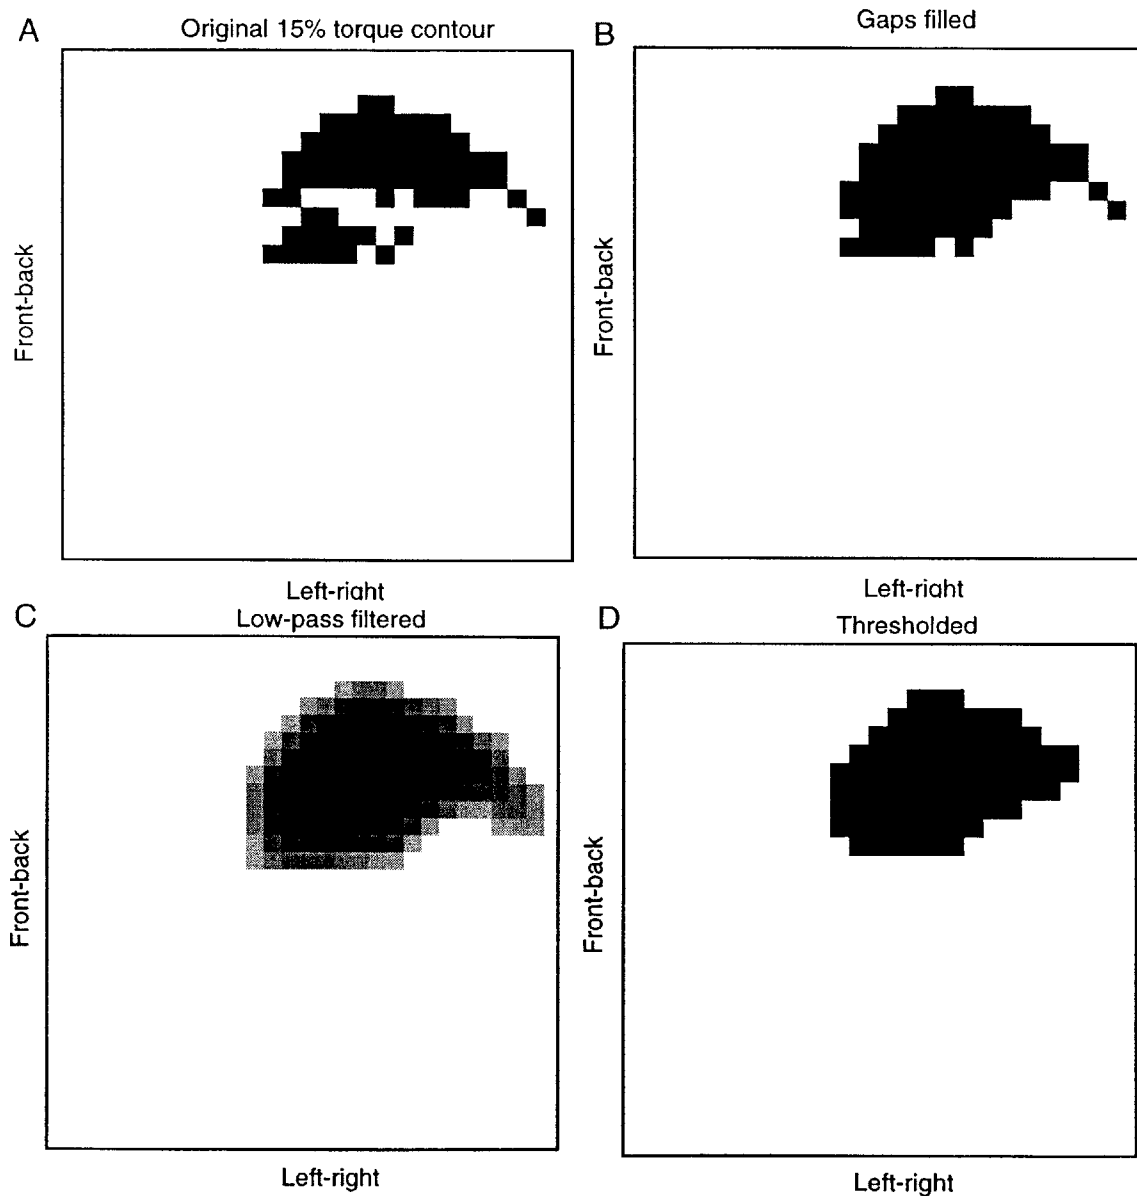 A
Original 15% torque contour
Front-back
Left-right
B
Gaps filled
Front-back
Left-right
C
Low-pass filtered
Front-back
Left-right
D
Thresholded
Front-back
Left-right